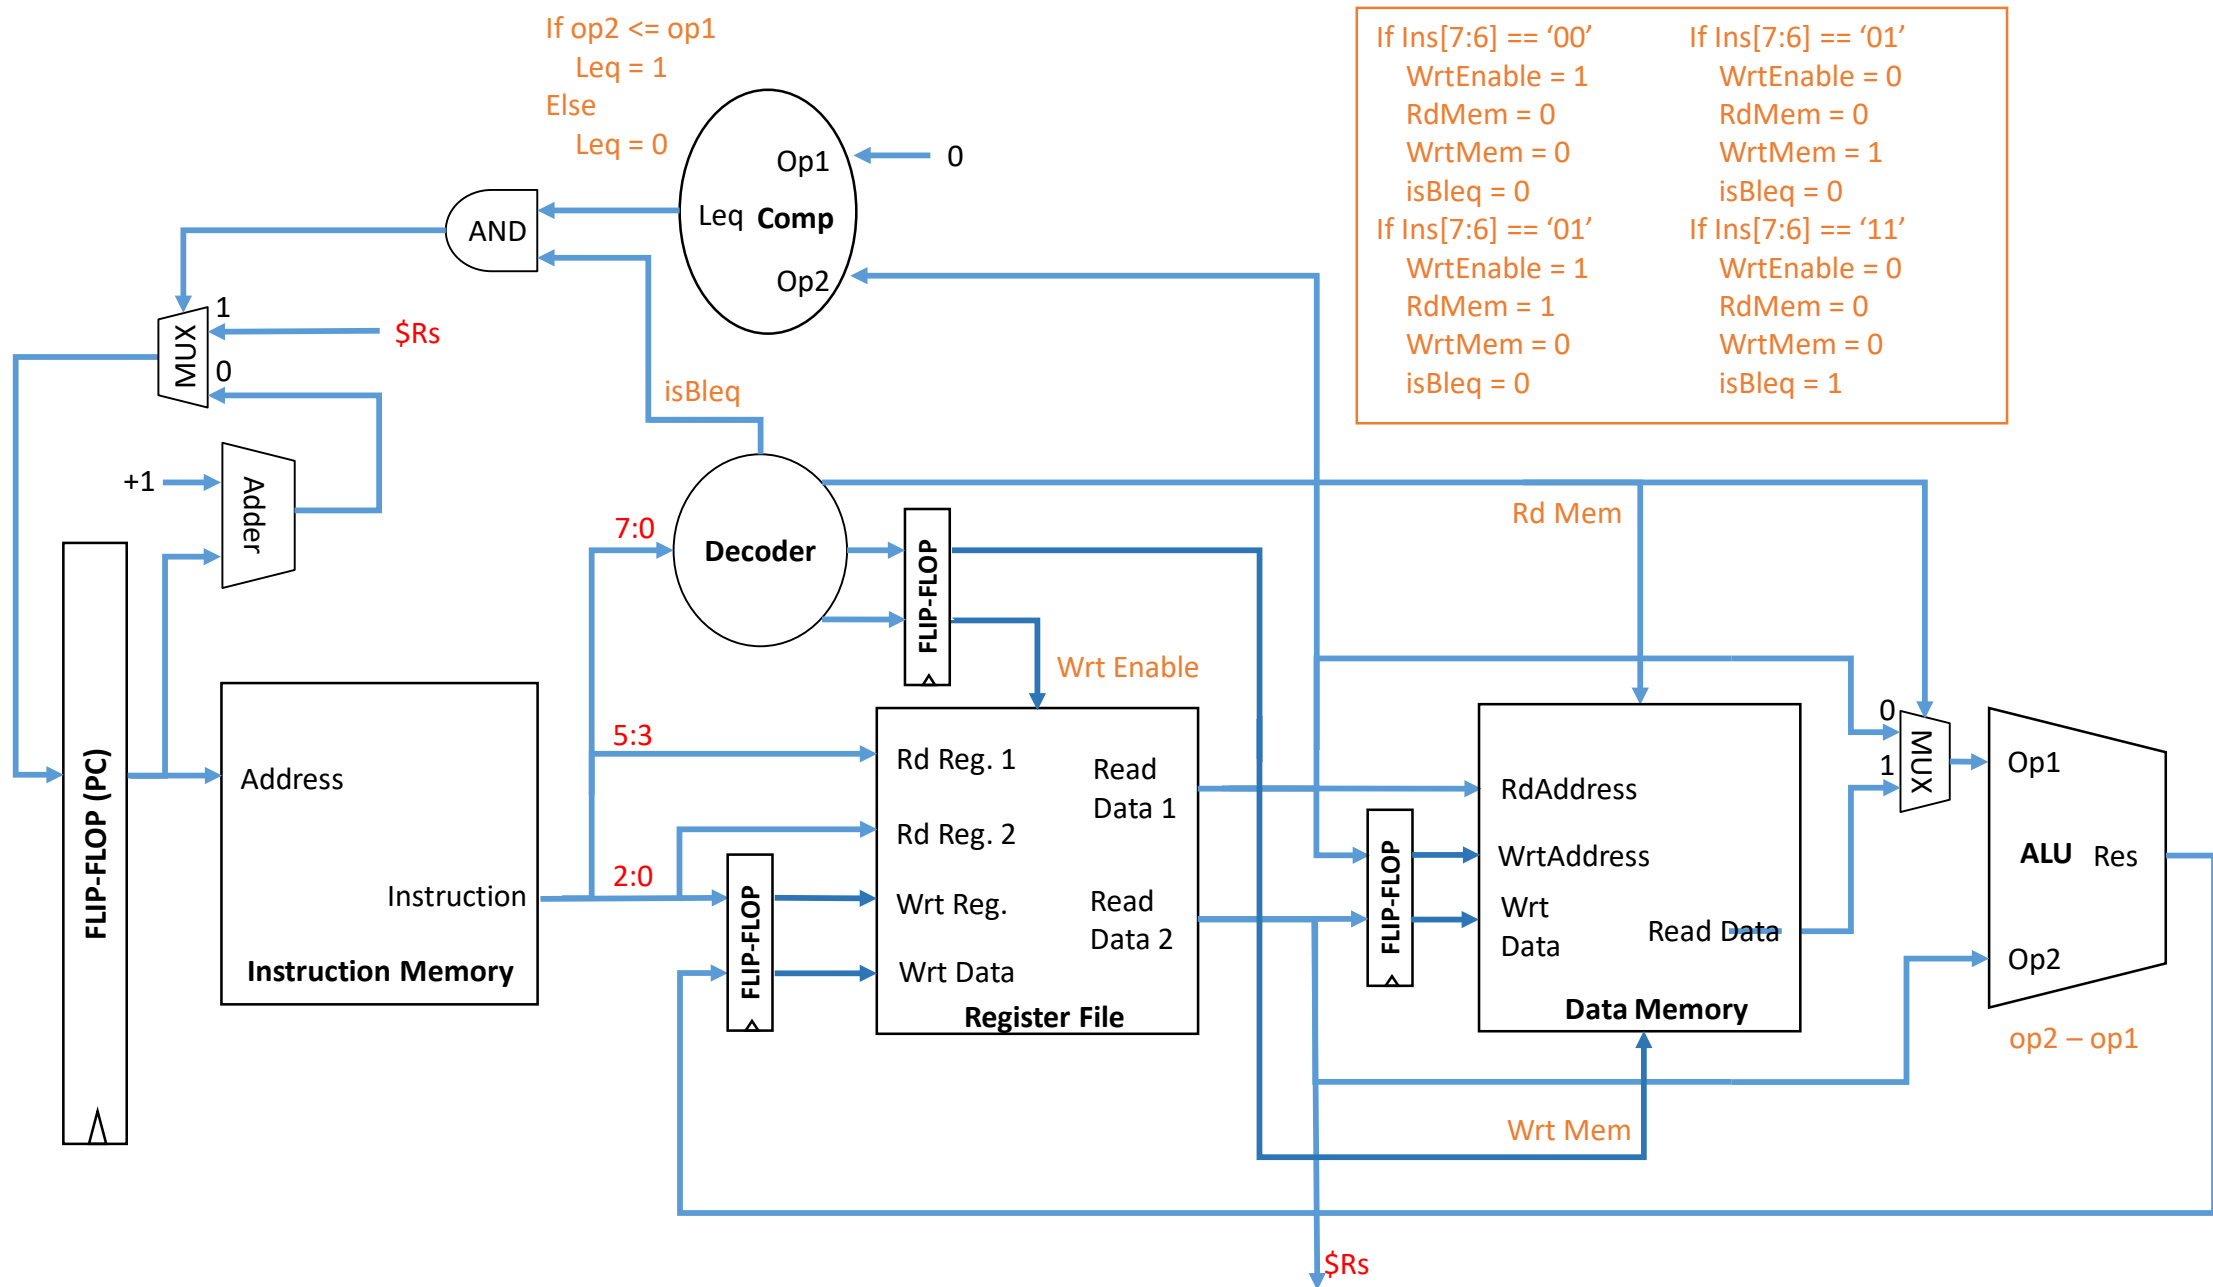 If op2 <= op1
Leq = 1
Else
Leq = 0
If Ins[7:6] == ‘00’
WrtEnable = 1
RdMem = 0
WrtMem = 0
isBleq = 0
If Ins[7:6] == ‘01’
WrtEnable = 1
RdMem = 1
WrtMem = 0
isBleq = 0
If Ins[7:6] == ‘01’
WrtEnable = 0
RdMem = 0
WrtMem = 1
isBleq = 0
If Ins[7:6] == ‘11’
WrtEnable = 0
RdMem = 0
WrtMem = 0
isBleq = 1
Op1
0
Leq Comp
Op2
AND
1
MUX
$Rs
0
isBleq
+1
Adder
7:0
Decoder
FLIP-FLOP
Rd Mem
Wrt Enable
FLIP-FLOP (PC)
Address
Instruction
Instruction Memory
5:3
2:0
FLIP-FLOP
Rd Reg. 1
Rd Reg. 2
Wrt Reg.
Wrt Data
Read
Data 1
Read
Data 2
Register File
FLIP-FLOP
RdAddress
WrtAddress
Wrt
Data
Read Data
Data Memory
0
1
MUX
Op1
ALU Res
Op2
op2 – op1
Wrt Mem
$Rs